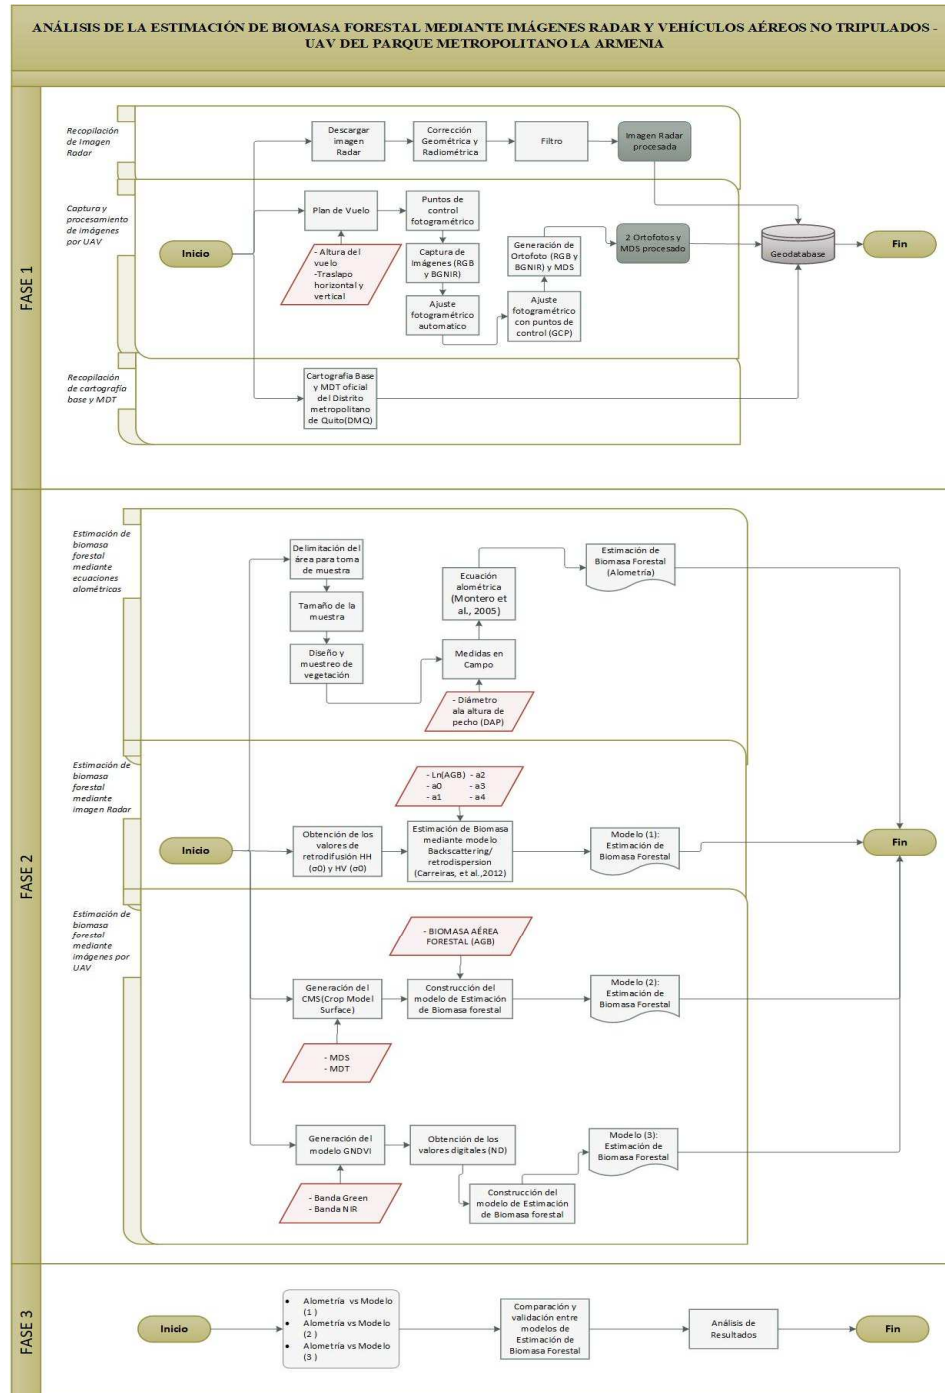 ANÁLISIS DE LA ESTIMACIÓN DE BIOMASA FORESTAL MEDIANTE IMÁGENES RADAR Y VEHÍCULOS AÉREOS NO TRIPULADOS -
UAV DEL PARQUE METROPOLITANO LA ARMENIA
FASE 1
Recopilación
de Imagen
Radar
Descargar
imagen
Radar
Corrección
Geométrica y
Radiométrica
Filtro
Imagen Radar
procesada
Captura y
procesamiento
de imágenes
por UAV
Inicio
Plan de Vuelo
- Altura del
vuelo
-Traslapo
horizontal y
vertical
Puntos de
control
fotogramétrico
Captura de
Imágenes (RGB
y BGNIR)
Ajuste
fotogramétrico
automatico
Generación de
Ortofoto (RGB y
BGNIR) y MDS
Ajuste
fotogramétrico
con puntos de
control (GCP)
2 Ortofotos y
MDS procesado
Geodatabase
Fin
Recopilación
de cartografía
base y MDT
Cartografía Base
y MDT oficial
del Distrito
metropolitano
de Quito(DMQ)
FASE 2
Estimación de
biomasa
forestal
mediante
ecuaciones
alométricas
Delimitación del
área para toma
de muestra
Tamaño de la
muestra
Diseño y
muestreo de
vegetación
Ecuación
alométrica
(Montero et
al., 2005)
Medidas en
Campo
- Diámetro
ala altura de
pecho (DAP)
Estimación de
Biomasa Forestal
(Alometría)
Estimación de
biomasa
forestal
mediante
imagen Radar
- Ln(AGB) - a2
- a0 - a3
- a1 - a4
Inicio
Obtención de los
valores de
retrodifusión HH
(σ0) y HV (σ0)
Estimación de Biomasa
mediante modelo
Backscattering/
retrodispersion
(Carreiras, et al.,2012)
Modelo (1):
Estimación de
Biomasa Forestal
Fin
Estimación de
biomasa
forestal
mediante
imágenes por
UAV
- BIOMASA AÉREA
FORESTAL (AGB)
Generación del
CMS(Crop Model
Surface)
Construcción del
modelo de Estimación
de Biomasa forestal
Modelo (2):
Estimación de
Biomasa Forestal
- MDS
- MDT
Generación del
modelo GNDVI
Obtención de los
valores digitales (ND)
Modelo (3):
Estimación de
Biomasa Forestal
- Banda Green
- Banda NIR
Construcción del
modelo de Estimación
de Biomasa forestal
FASE 3
Inicio
• Alometría vs Modelo
(1 )
• Alometría vs Modelo
(2 )
• Alometría vs Modelo
(3 )
Comparación y
validación entre
modelos de
Estimación de
Biomasa Forestal
Análisis de
Resultados
Fin